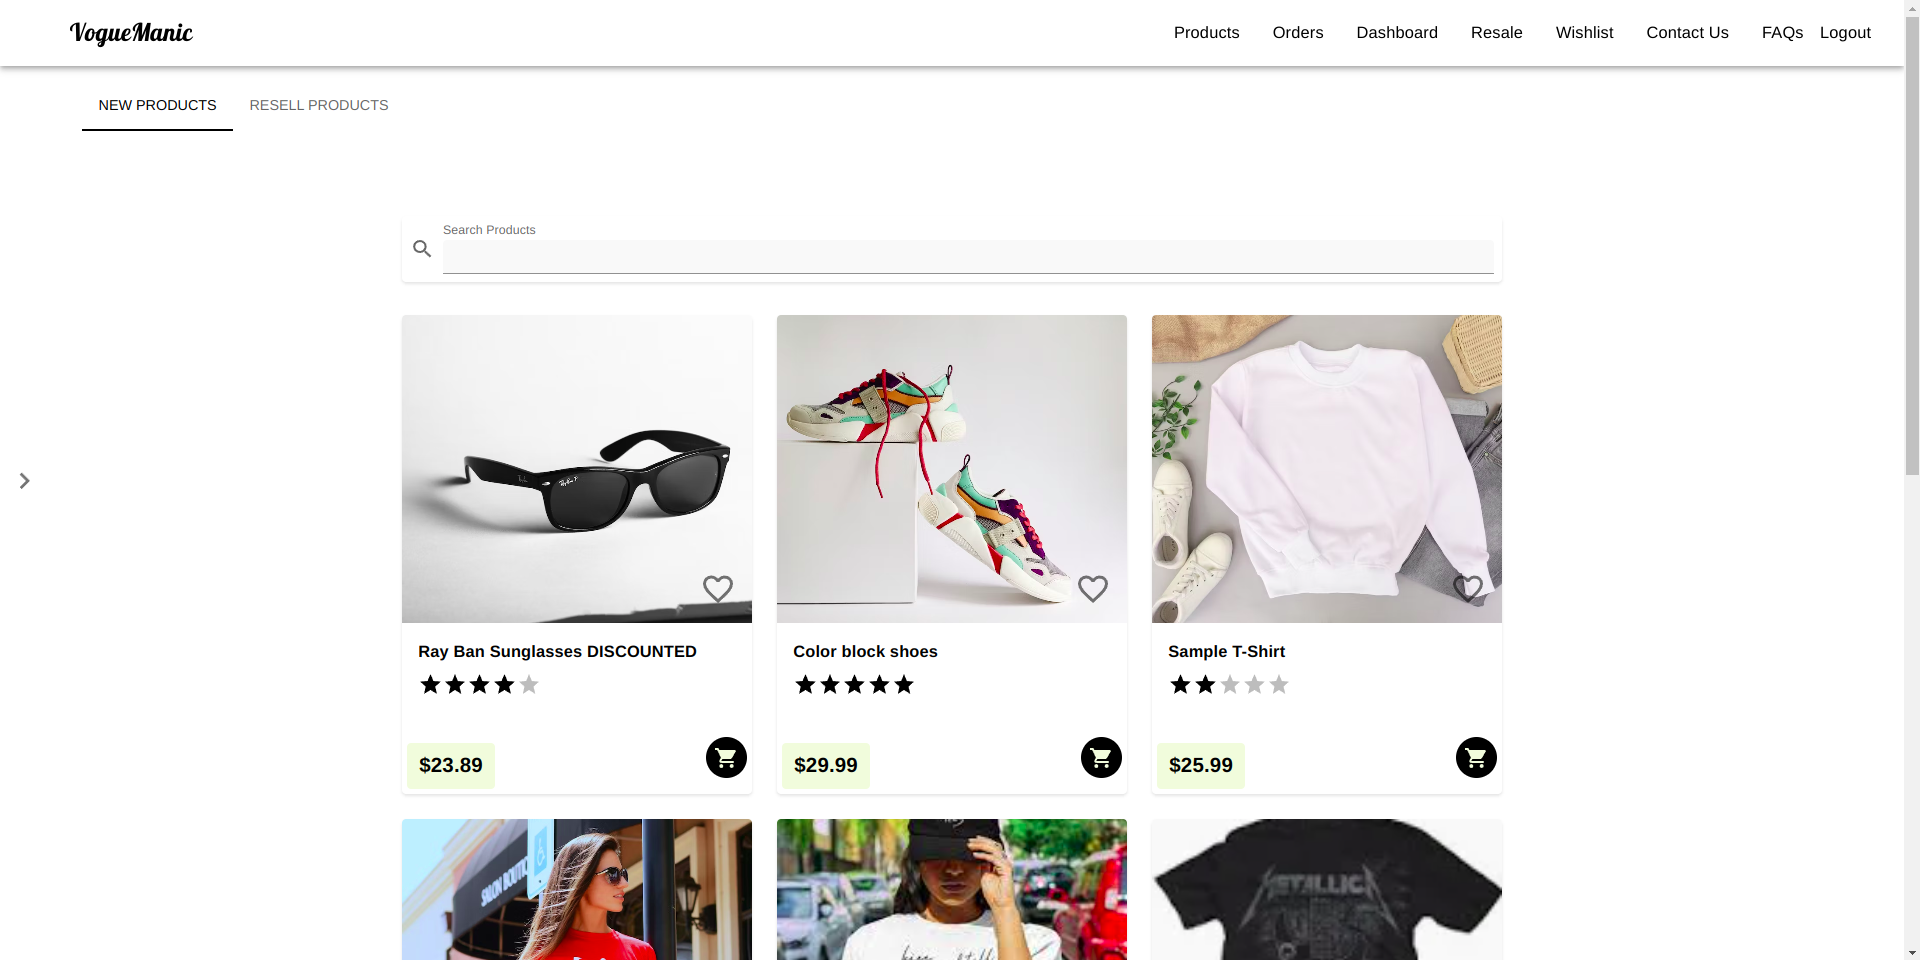 VogueManic
Products Orders Dashboard Resale Wishlist Contact Us FAQs Logout
NEW PRODUCTS RESELL PRODUCTS
Search Products
Ray Ban Sunglasses DISCOUNTED
Color block shoes
Sample T-Shirt
$23.89
$29.99
$25.99
METALLICA